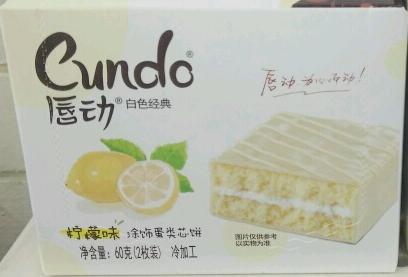 Cundo®
唇动®白色经典
唇动 为心而动!
柠檬味 涂饰蛋类芯饼
净含量: 60克(2枚装) 冷加工
图片仅供参考
以实物为准